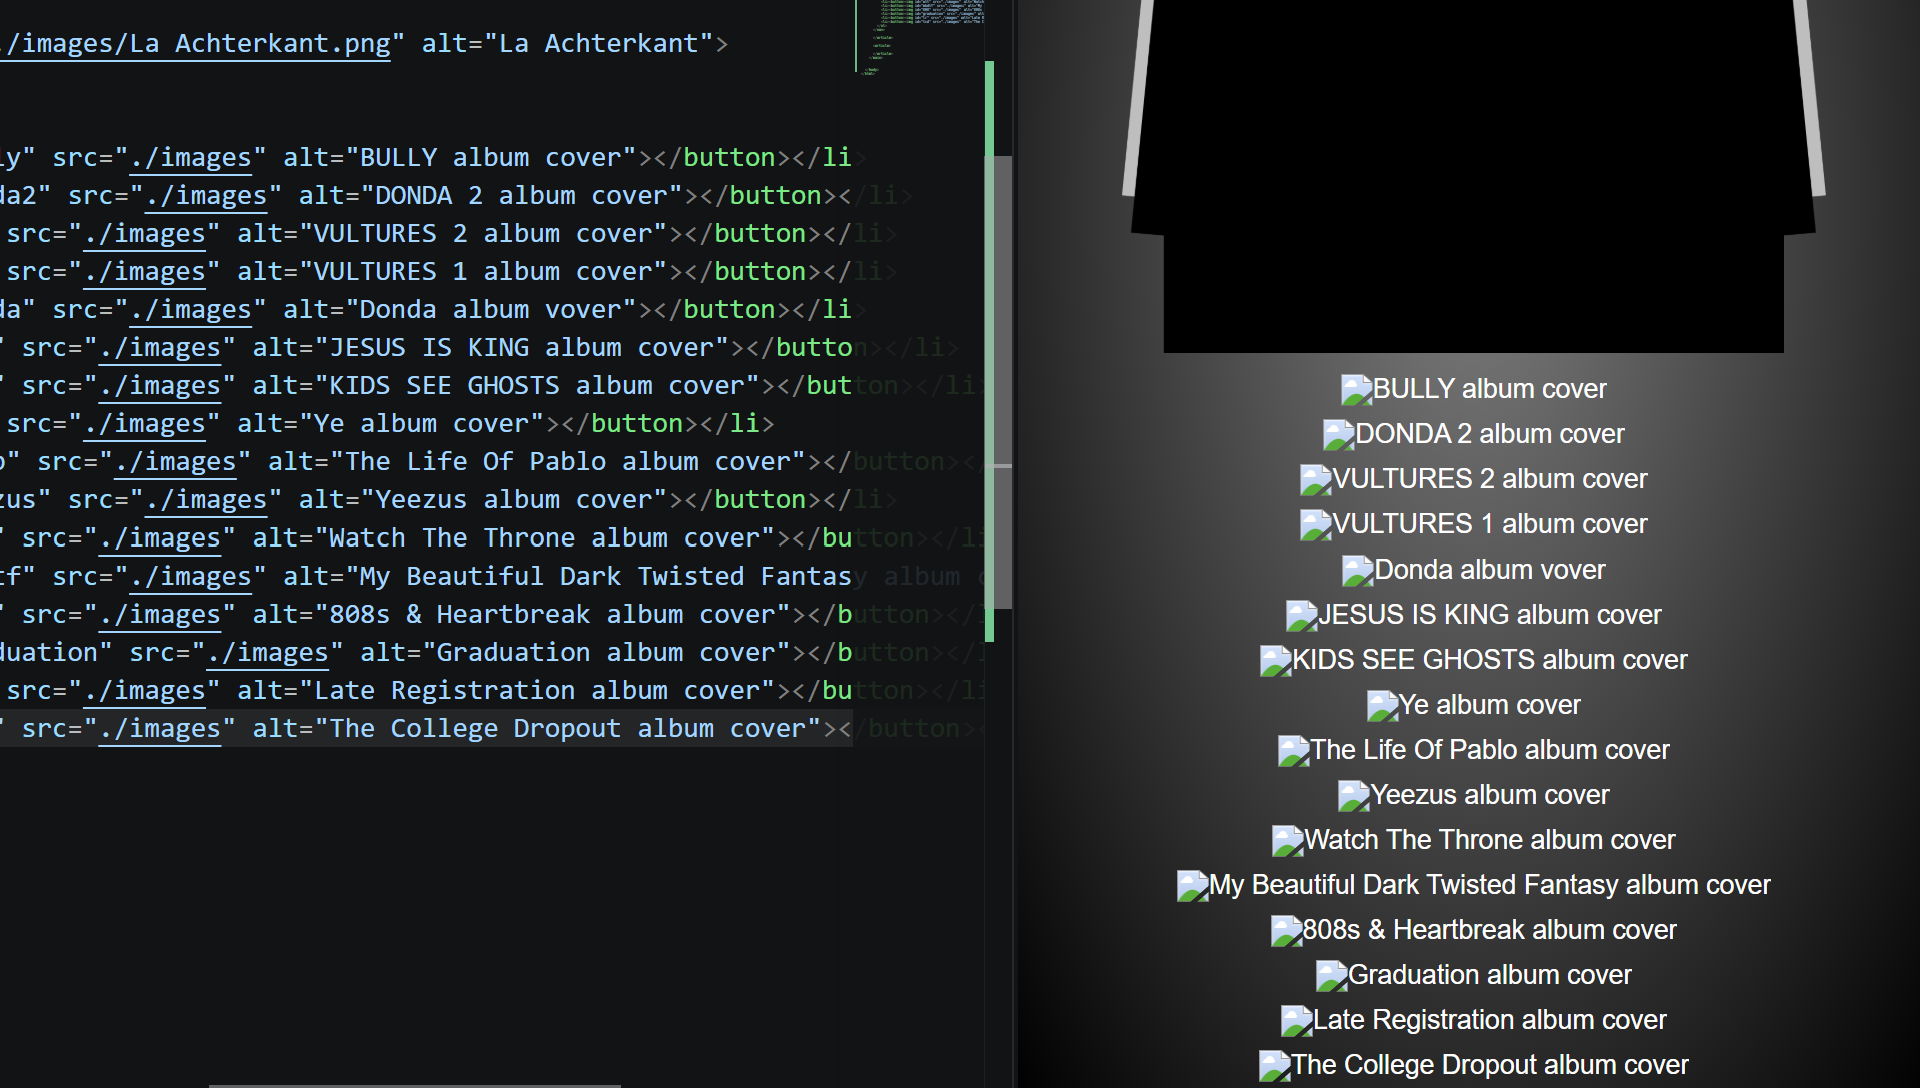 ./images/La Achterkant.png" alt="La Achterkant">
ly" src="./images" alt="BULLY album cover"></button></li>
da2" src="./images" alt="DONDA 2 album cover"></button></li>
src="./images" alt="VULTURES 2 album cover"></button></li>
src="./images" alt="VULTURES 1 album cover"></button></li>
da" src="./images" alt="Donda album vover"></button></li
" src="./images" alt="JESUS IS KING album cover"></button></li>
" src="./images" alt="KIDS SEE GHOSTS album cover"></button></li>
src="./images" alt="Ye album cover"></button></li>
o" src="./images" alt="The Life Of Pablo album cover"></button></
zus" src="./images" alt="Yeezus album cover"></button></li>
" src="./images" alt="Watch The Throne album cover"></button></li
tf" src="./images" alt="My Beautiful Dark Twisted Fantasy album c
" src="./images" alt="808s & Heartbreak album cover"></button></l
duation" src="./images" alt="Graduation album cover"></button></l
src="./images" alt="Late Registration album cover"></button></li
" src="./images" alt="The College Dropout album cover"></button><
BULLY album cover
DONDA 2 album cover
VULTURES 2 album cover
VULTURES 1 album cover
Donda album vover
JESUS IS KING album cover
KIDS SEE GHOSTS album cover
Ye album cover
The Life Of Pablo album cover
Yeezus album cover
Watch The Throne album cover
My Beautiful Dark Twisted Fantasy album cover
808s & Heartbreak album cover
Graduation album cover
Late Registration album cover
The College Dropout album cover